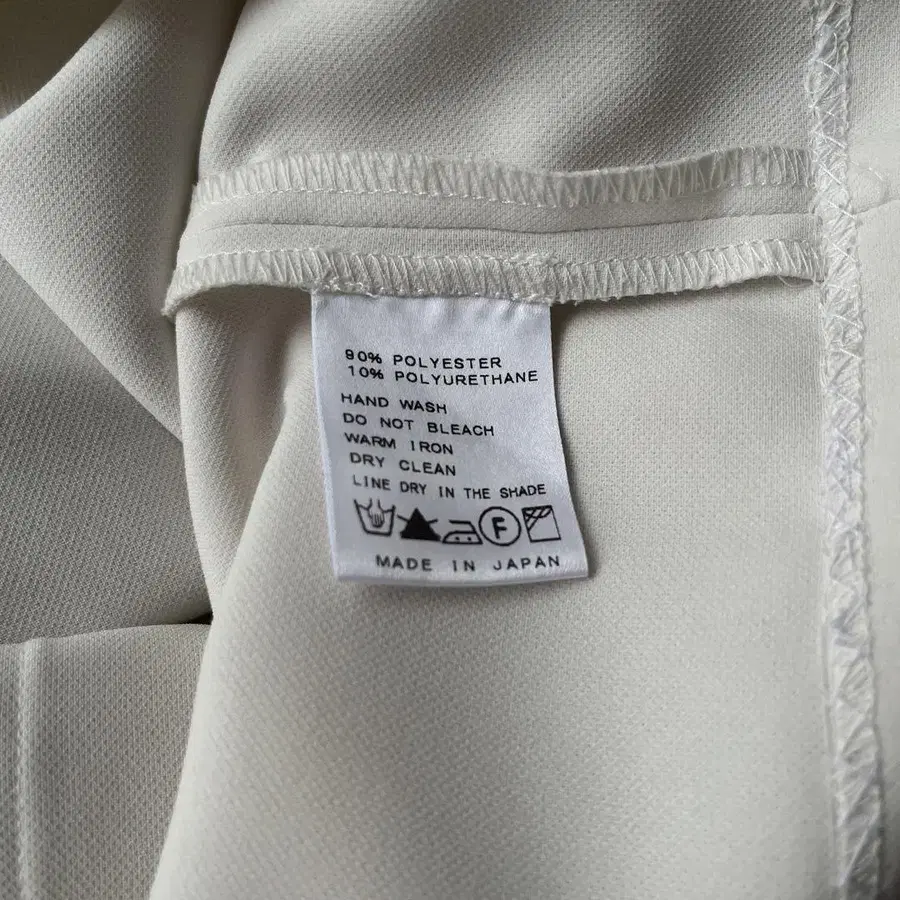 90% POLYESTER
10% POLYURETHANE
HAND WASH
DO NOT BLEACH
WARM IRON
DRY CLEAN
LINE DRY IN THE SHADE
F
MADE IN JAPAN